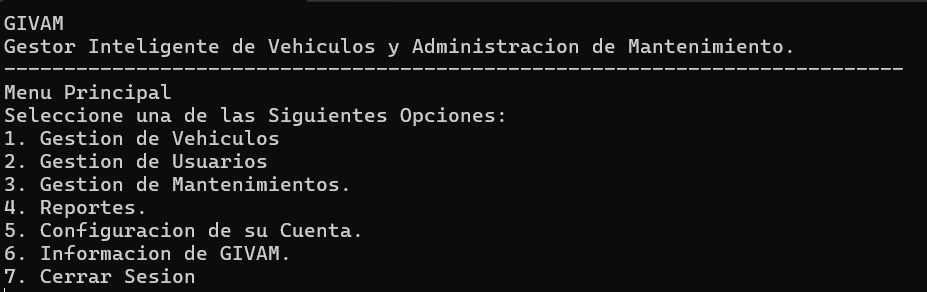 GIVAM
Gestor Inteligente de Vehiculos y Administracion de Mantenimiento.
---------------------------------------------------------------------------
Menu Principal
Seleccione una de las Siguientes Opciones:
1. Gestion de Vehiculos
2. Gestion de Usuarios
3. Gestion de Mantenimientos.
4. Reportes.
5. Configuracion de su Cuenta.
6. Informacion de GIVAM.
7. Cerrar Sesion